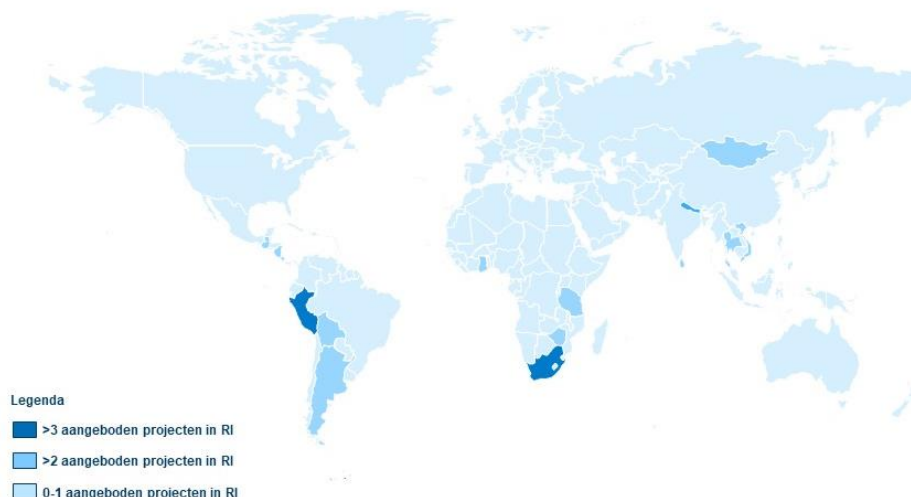 Legenda
>3 aangeboden projecten in RI
>2 aangeboden projecten in RI
0-1 aangeboden projecten in RI